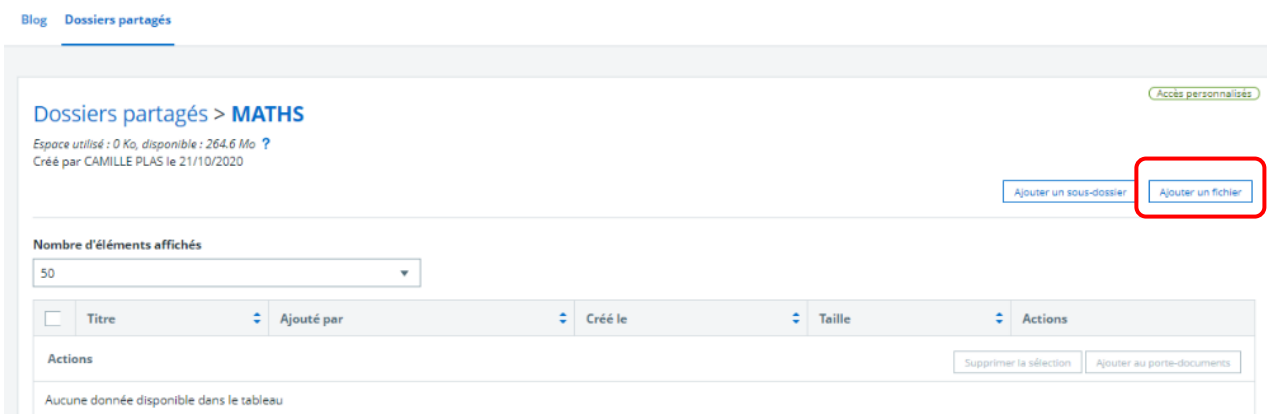 Blog Dossiers partagés
Accès personnalisés
Dossiers partagés > MATHS
Espace utilisé : 0 Ko, disponible : 264.6 Mo ?
Créé par CAMILLE PLAS le 21/10/2020
Ajouter un sous-dossier Ajouter un fichier
Nombre d'éléments affichés
50
Titre Ajouté par Créé le Taille Actions
Actions Supprimer la sélection Ajouter au porte-documents
Aucune donnée disponible dans le tableau